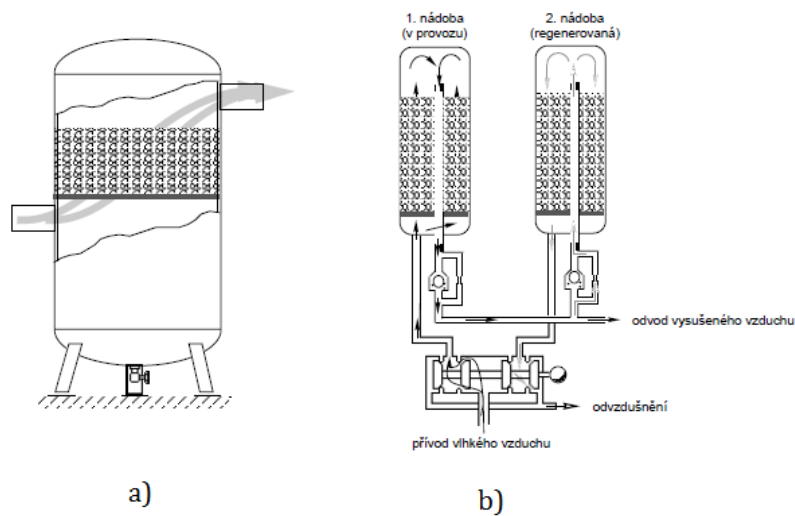 1. nádoba
(v provozu)
2. nádoba
(regenerovaná)
odvod vysušeného vzduchu
odvzdušnění
přívod vlhkého vzduchu
a)
b)